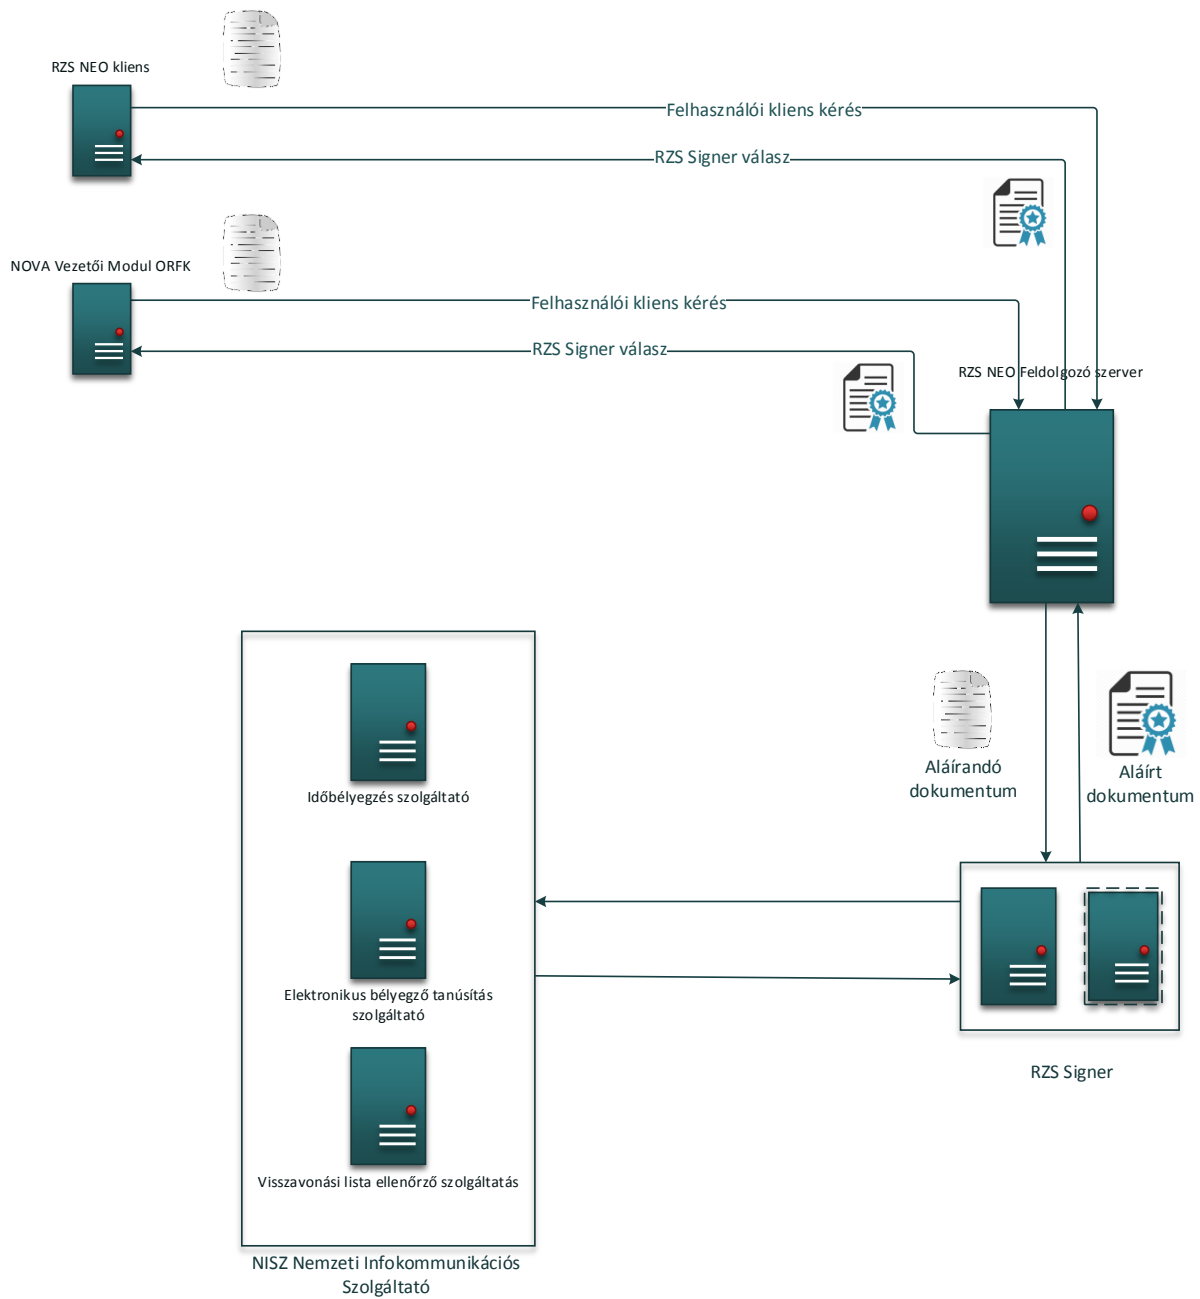 RZS NEO kliens
Felhasználói kliens kérés
RZS Signer válasz
NOVA Vezetői Modul ORFK
Felhasználói kliens kérés
RZS Signer válasz
RZS NEO Feldolgozó szerver
Aláírandó
dokumentum
Aláírt
dokumentum
Időbélyegzés szolgáltató
Elektronikus bélyegző tanúsítás
szolgáltató
RZS Signer
Visszavonási lista ellenőrző szolgáltatás
NISZ Nemzeti Infokommunikációs
Szolgáltató